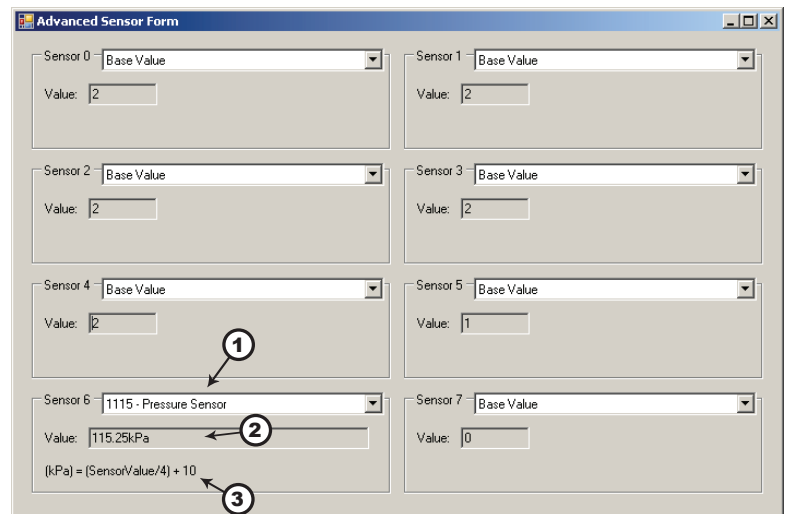 Advanced Sensor Form
Sensor 0 Base Value
Value: 2
Sensor 1 Base Value
Value: 2
Sensor 2 Base Value
Value: 2
Sensor 3 Base Value
Value: 2
Sensor 4 Base Value
Value: 2
Sensor 5 Base Value
Value: 1
1
Sensor 6 1115 - Pressure Sensor
Value: 115.25kPa
2
(kPa) = (SensorValue/4) + 10
3
Sensor 7 Base Value
Value: 0